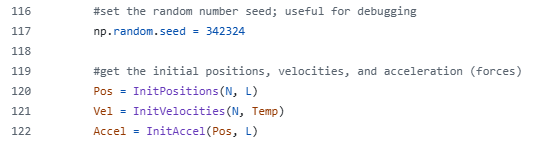 116 #set the random number seed; useful for debugging
117 np.random.seed = 342324
118
119 #get the initial positions, velocities, and acceleration (forces)
120 Pos = InitPositions(N, L)
121 Vel = InitVelocities(N, Temp)
122 Accel = InitAccel(Pos, L)